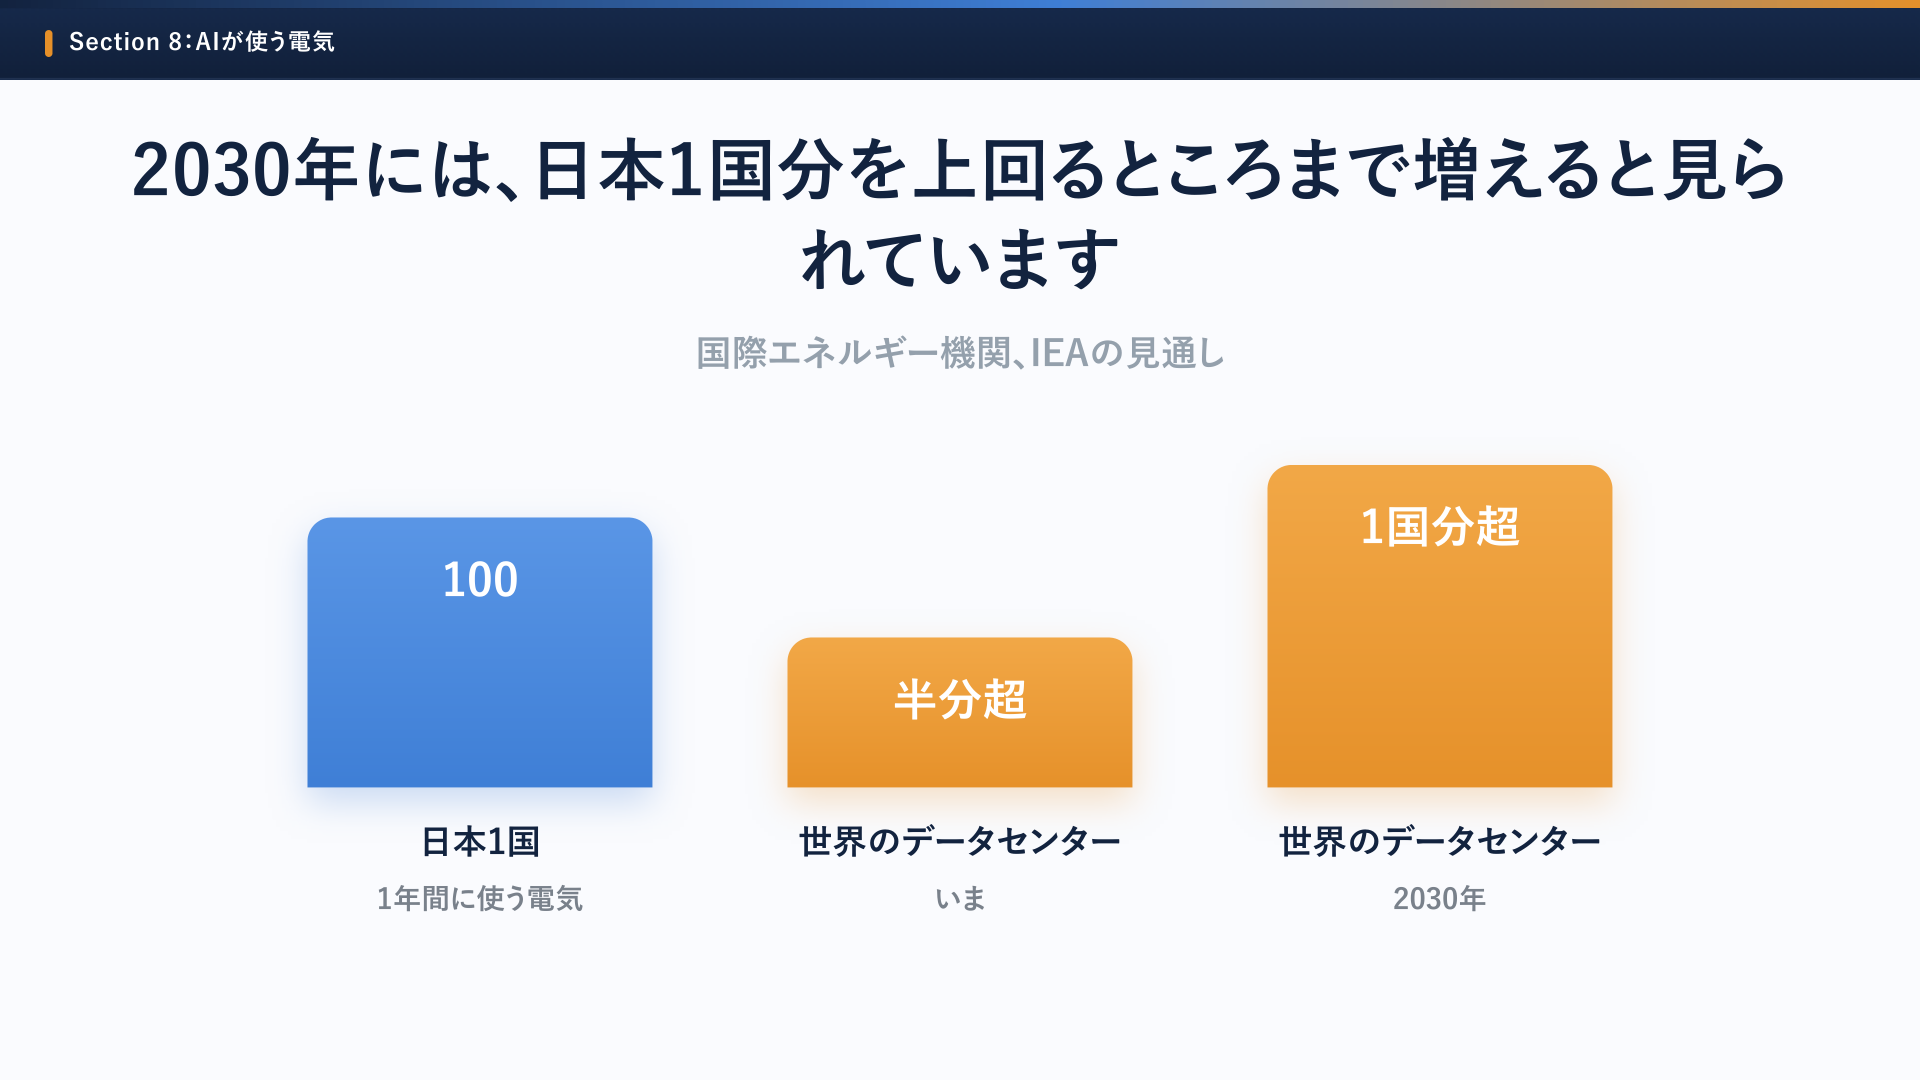 Section 8：AIが使う電気
2030年には、日本1国分を上回るところまで増えると見ら
れています
国際エネルギー機関、IEAの見通し
100
半分超
1国分超
日本1国
世界のデータセンター
世界のデータセンター
1年間に使う電気
いま
2030年